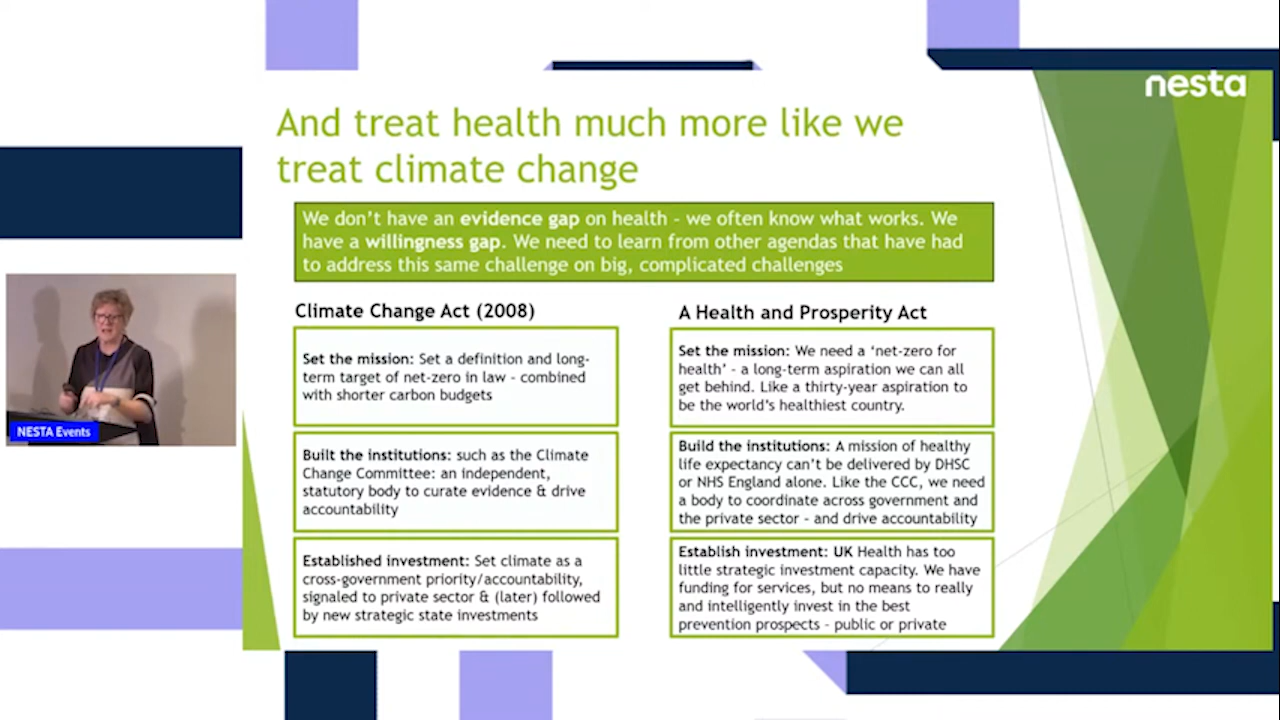 nesta
And treat health much more like we
treat climate change
We don't have an evidence gap on health - we often know what works. We
have a willingness gap. We need to learn from other agendas that have had
to address this same challenge on big, complicated challenges
Climate Change Act (2008)
Set the mission: Set a definition and long-
term target of net-zero in law - combined
with shorter carbon budgets
Built the institutions: such as the Climate
Change Committee: an independent,
statutory body to curate evidence & drive
accountability
Established investment: Set climate as a
cross-government priority/accountability,
signaled to private sector & (later) followed
by new strategic state investments
A Health and Prosperity Act
Set the mission: We need a 'net-zero for
health' - a long-term aspiration we can all
get behind. Like a thirty-year aspiration to
be the world's healthiest country.
Build the institutions: A mission of healthy
life expectancy can't be delivered by DHSC
or NHS England alone. Like the CCC, we need
a body to coordinate across government and
the private sector - and drive accountability
Establish investment: UK Health has too
little strategic investment capacity. We have
funding for services, but no means to really
and intelligently invest in the best
prevention prospects - public or private
NESTA Events